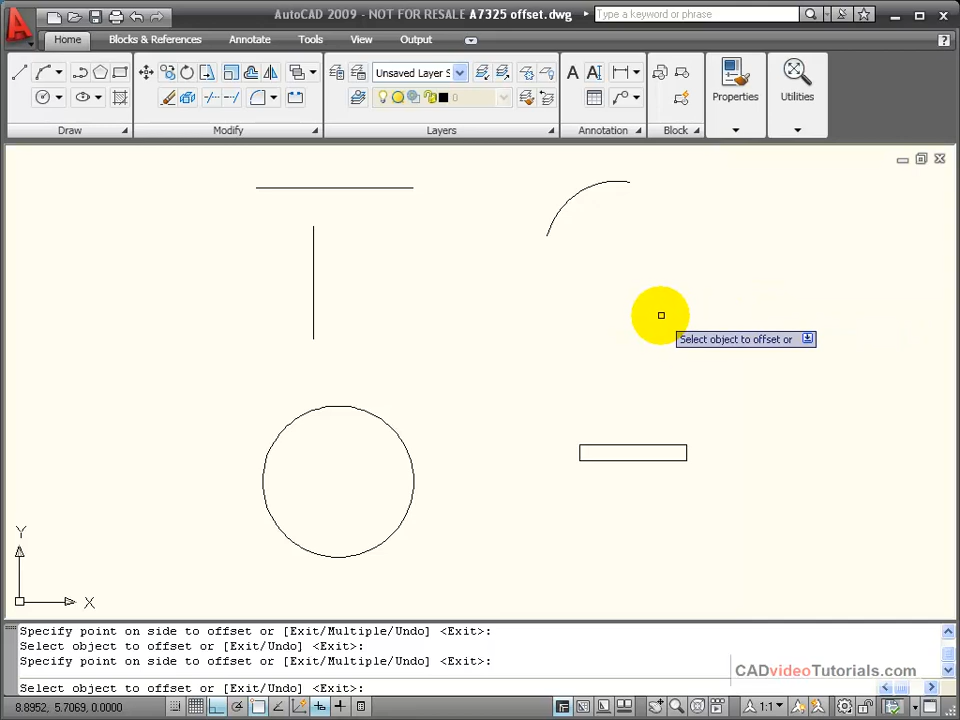 AutoCAD 2009 - NOT FOR RESALE A7325 offset.dwg
Type a keyword or phrase
Home Blocks & References Annotate Tools View Output
Unsaved Layer S
0
Properties
Utilities
Draw Modify Layers Annotation Block
Select object to offset or
Y
X
Specify point on side to offset or [Exit/Multiple/Undo] <Exit>:
Select object to offset or [Exit/Undo] <Exit>:
Specify point on side to offset or [Exit/Multiple/Undo] <Exit>:
Select object to offset or [Exit/Undo] <Exit>:
CADvideoTutorials.com
8.8952, 5.7069, 0.0000
1:1